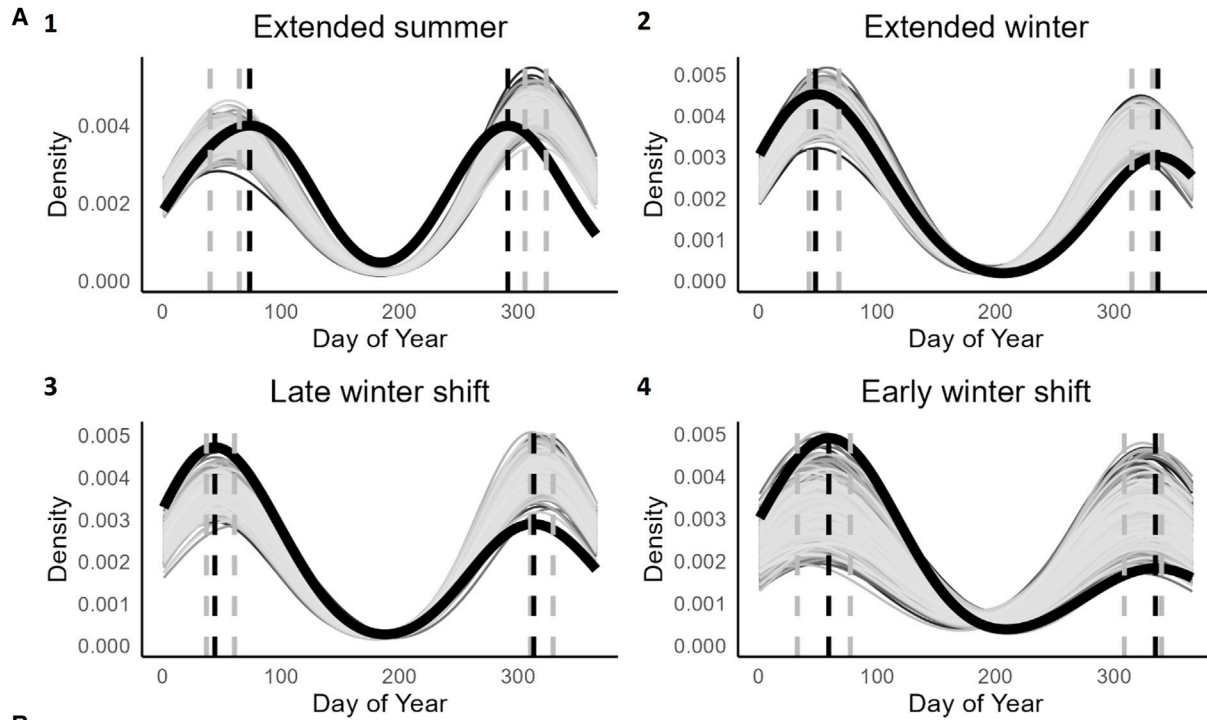 A
1
Extended summer
Density
0.004
0.002
0.000
0 100 200 300
Day of Year
2
Extended winter
Density
0.005
0.004
0.003
0.002
0.001
0.000
0 100 200 300
Day of Year
3
Late winter shift
Density
0.005
0.004
0.003
0.002
0.001
0.000
0 100 200 300
Day of Year
4
Early winter shift
Density
0.005
0.004
0.003
0.002
0.001
0.000
0 100 200 300
Day of Year